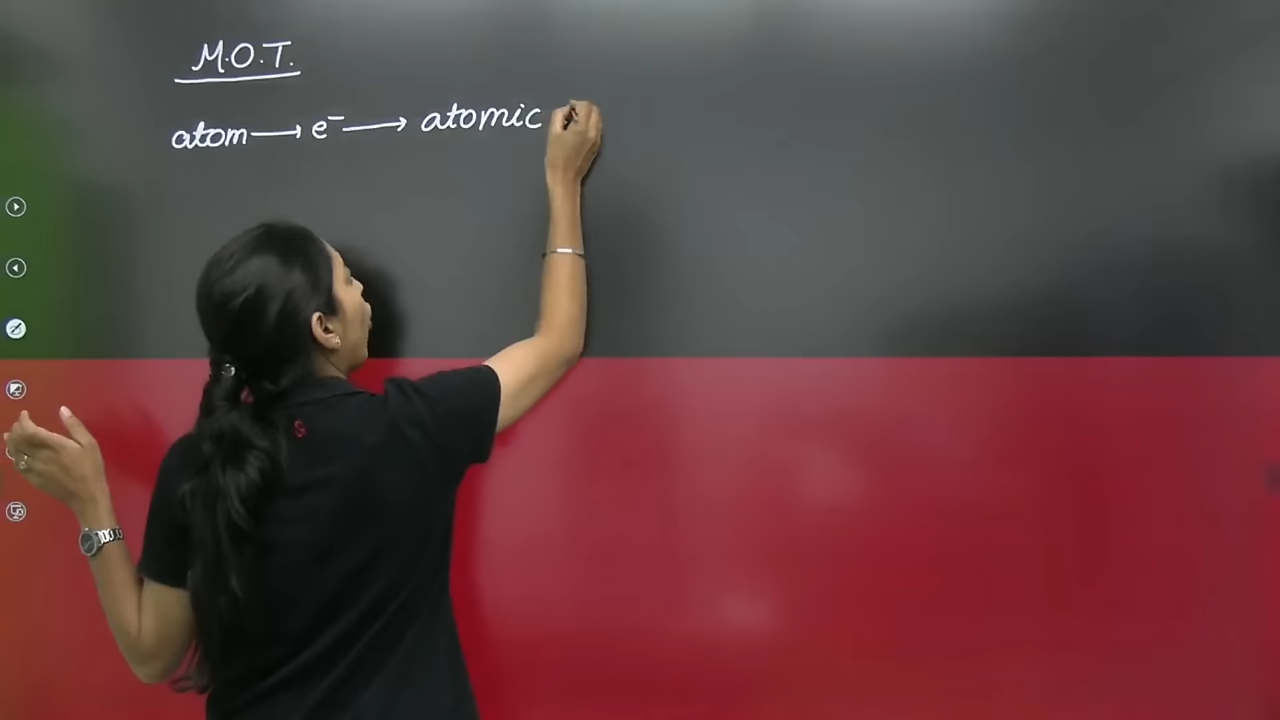 M.O.T.
atom → e⁻ → atomic